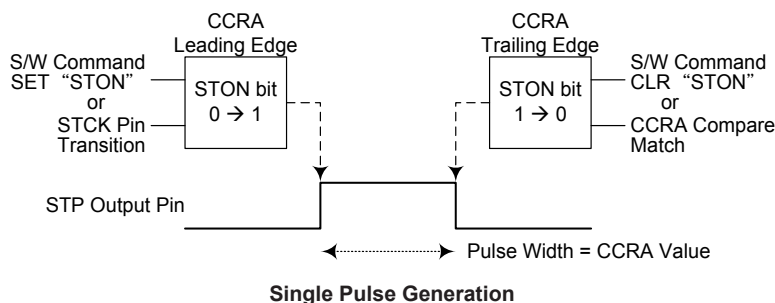 CCRA
Leading Edge
CCRA
Trailing Edge
S/W Command
SET “STON”
or
STCK Pin
Transition
STON bit
0 → 1
STON bit
1 → 0
S/W Command
CLR “STON”
or
CCRA Compare
Match
STP Output Pin
Pulse Width = CCRA Value
Single Pulse Generation